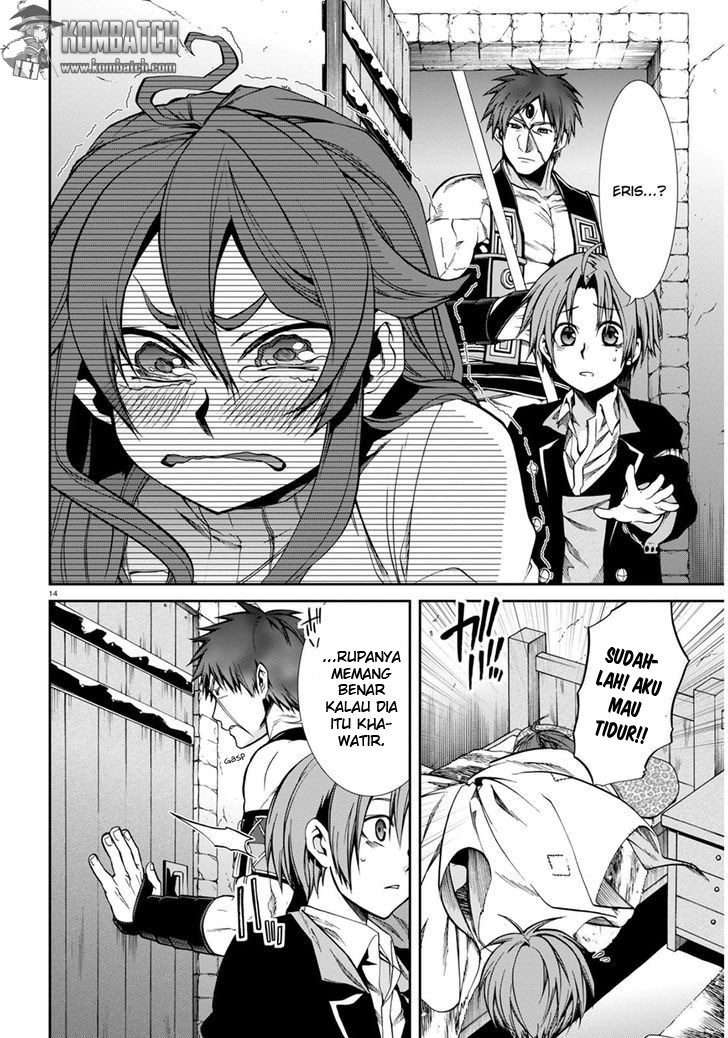 KOMBATCH
www.kombatch.com
ERIS...?
14
SUDAH-
LAH! AKU
MAU
TIDUR!!
...RUPANYA
MEMANG
BENAR
KALAU DIA
ITU KHA-
WATIR.
Gasp